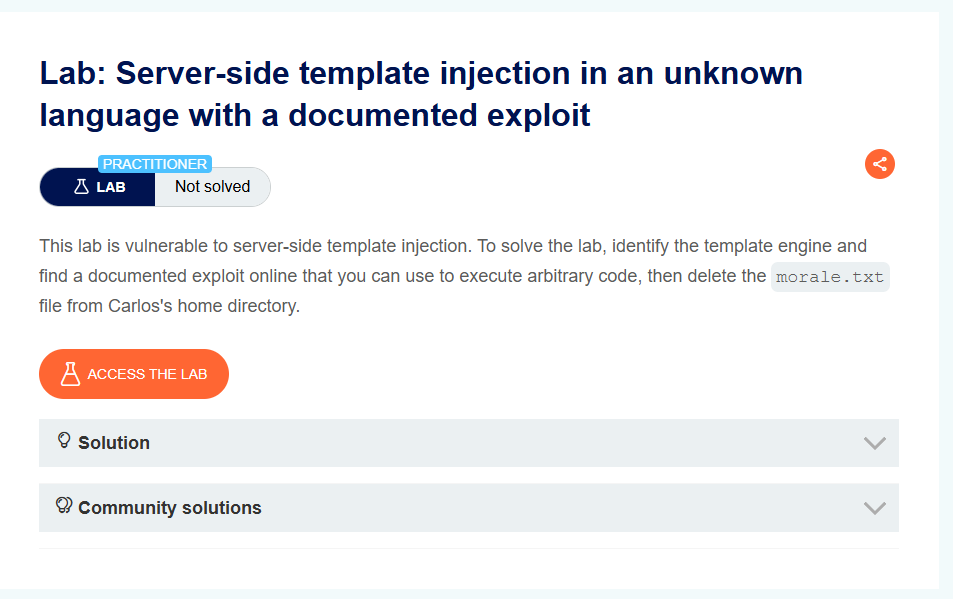 Lab: Server-side template injection in an unknown
language with a documented exploit
PRACTITIONER
LAB
Not solved
This lab is vulnerable to server-side template injection. To solve the lab, identify the template engine and
find a documented exploit online that you can use to execute arbitrary code, then delete the morale.txt
file from Carlos's home directory.
ACCESS THE LAB
Solution
Community solutions